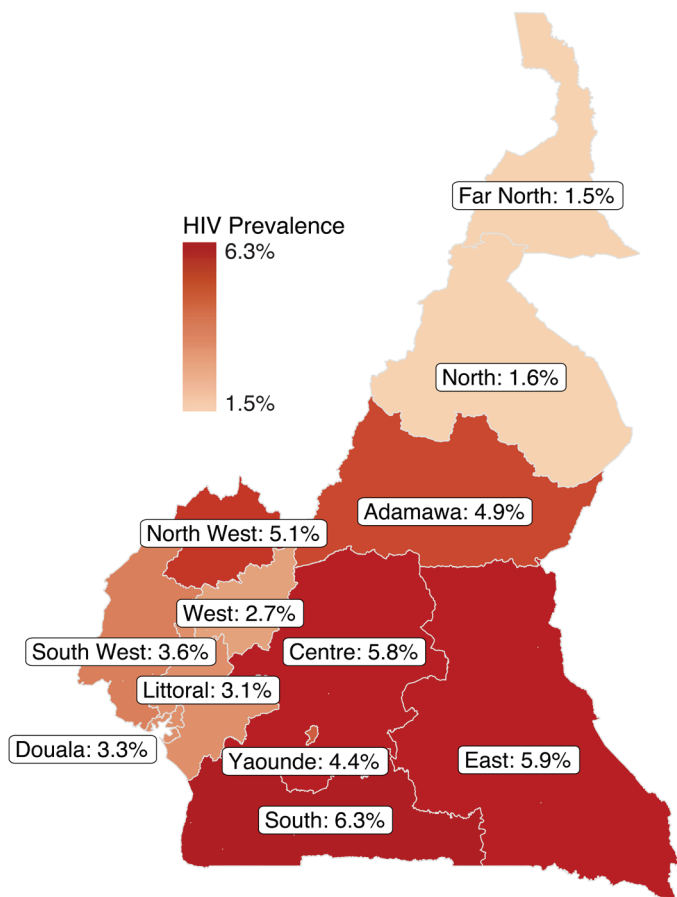 Far North: 1.5%
HIV Prevalence
6.3%
1.5%
North: 1.6%
Adamawa: 4.9%
North West: 5.1%
West: 2.7%
South West: 3.6%
Centre: 5.8%
Littoral: 3.1%
Douala: 3.3%
Yaounde: 4.4%
East: 5.9%
South: 6.3%